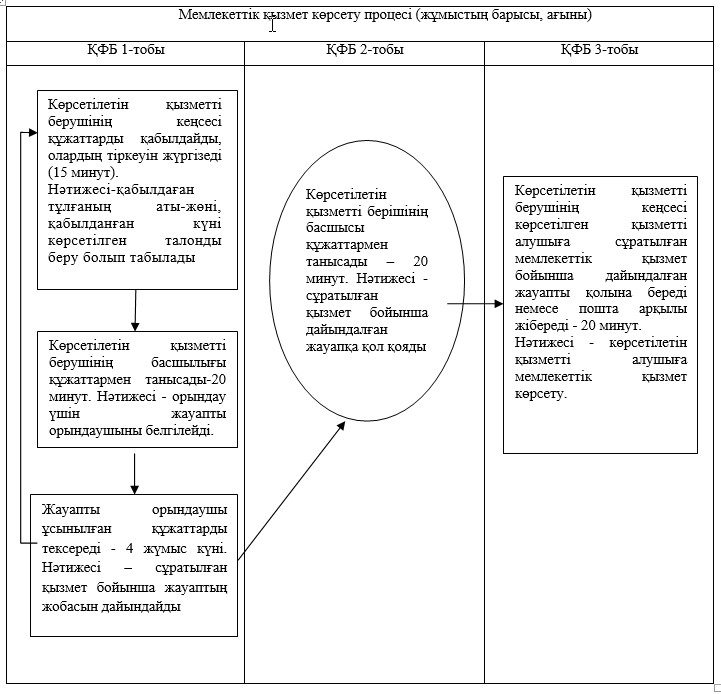 Мемлекеттік қызмет көрсету процесі (жұмыстың барысы, ағыны)
ҚФБ 1-тобы
ҚФБ 2-тобы
ҚФБ 3-тобы
Көрсетілетін қызметті
берушінің кеңсесі
құжаттарды қабылдайды,
олардың тіркеуін жүргізеді
(15 минут).
Нәтижесі-қабылдаған
тұлғаның аты-жөні,
қабылданған күні
көрсетілген талонды
беру болып табылады
Көрсетілетін қызметті
берушінің басшылығы
құжаттармен танысады-20
минут. Нәтижесі - орындау
үшін жауапты
орындаушыны белгілейді.
Жауапты орындаушы
ұсынылған құжаттарды
тексереді - 4 жұмыс күні.
Нәтижесі – сұратылған
қызмет бойынша жауаптың
жобасын дайындайды
Көрсетілетін
қызметті берішінің
басшысы
құжаттармен
танысады – 20
минут. Нәтижесі -
сұратылған
қызмет бойынша
дайындалған
жауапқа қол қояды
Көрсетілетін қызметті
берушінің кеңсесі
көрсетілген қызметті
алушыға сұратылған
мемлекеттік қызмет
бойынша дайындалған
жауапты қолына береді
немесе пошта арқылы
жібереді - 20 минут.
Нәтижесі - көрсетілетін
қызметті алушыға
мемлекеттік қызмет
көрсету.